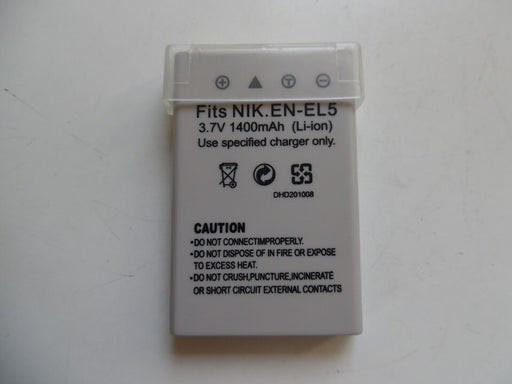 Fits NIK.EN-EL5
3.7V 1400mAh (Li-ion)
Use specified charger only.
DHD201008
CAUTION
•DO NOT CONNECTIMPROPERLY.
•DO NOT DISPOSE OF IN FIRE OR EXPOSE
TO EXCESS HEAT.
•DO NOT CRUSH,PUNCTURE,INCINERATE
OR SHORT CIRCUIT EXTERNAL CONTACTS